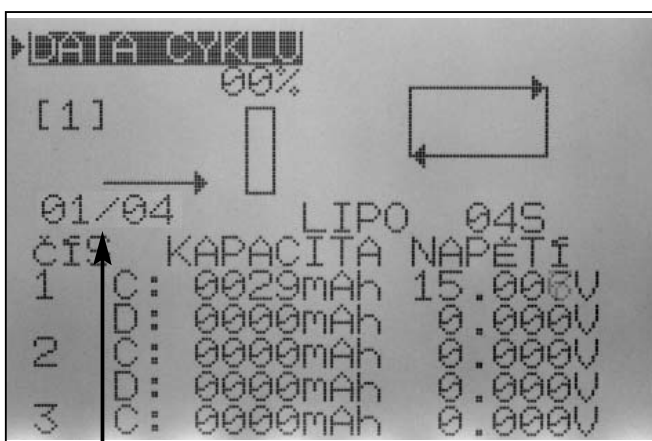 DATA CYKLU
00%
[1]
01/04 LIPO 04S
ČÍS KAPACITA NAPĚTÍ
1 C: 0029mAh 15.006V
D: 0000mAh 0.000V
2 C: 0000mAh 0.000V
D: 0000mAh 0.000V
3 C: 0000mAh 0.000V